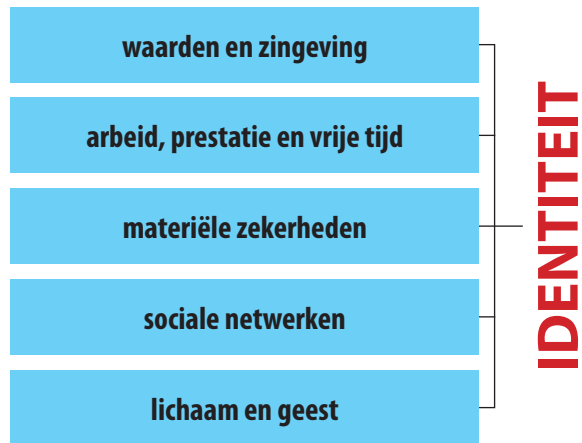 waarden en zingeving
arbeid, prestatie en vrije tijd
materiële zekerheden
sociale netwerken
lichaam en geest
IDENTITEIT